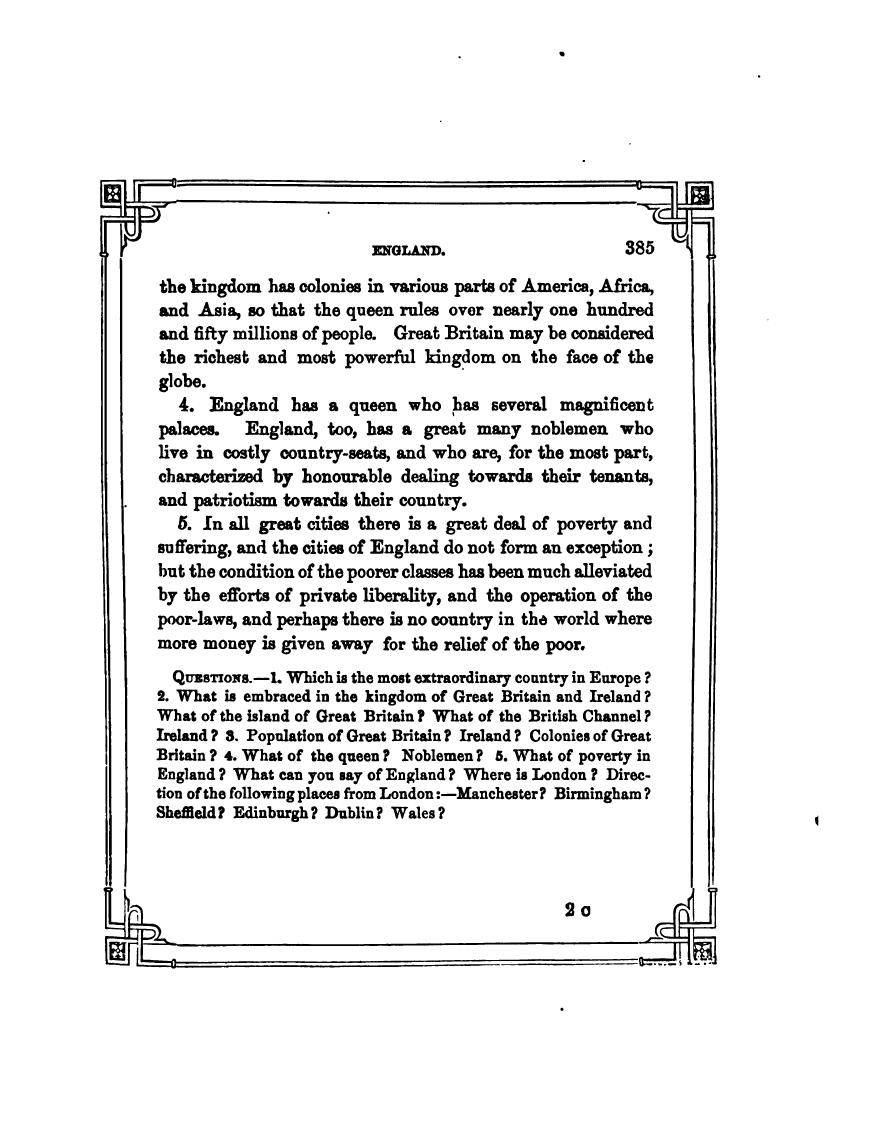 ENGLAND. 385
the kingdom has colonies in various parts of America, Africa,
and Asia, so that the queen rules over nearly one hundred
and fifty millions of people. Great Britain may be considered
the richest and most powerful kingdom on the face of the
globe.
4. England has a queen who has several magnificent
palaces. England, too, has a great many noblemen who
live in costly country-seats, and who are, for the most part,
characterized by honourable dealing towards their tenants,
and patriotism towards their country.
5. In all great cities there is a great deal of poverty and
suffering, and the cities of England do not form an exception ;
but the condition of the poorer classes has been much alleviated
by the efforts of private liberality, and the operation of the
poor-laws, and perhaps there is no country in the world where
more money is given away for the relief of the poor.
QUESTIONS.—1. Which is the most extraordinary country in Europe ?
2. What is embraced in the kingdom of Great Britain and Ireland ?
What of the island of Great Britain ? What of the British Channel ?
Ireland ? 3. Population of Great Britain ? Ireland ? Colonies of Great
Britain ? 4. What of the queen ? Noblemen ? 5. What of poverty in
England ? What can you say of England ? Where is London ? Direc-
tion of the following places from London :—Manchester ? Birmingham ?
Sheffield ? Edinburgh ? Dublin ? Wales ?
2 C